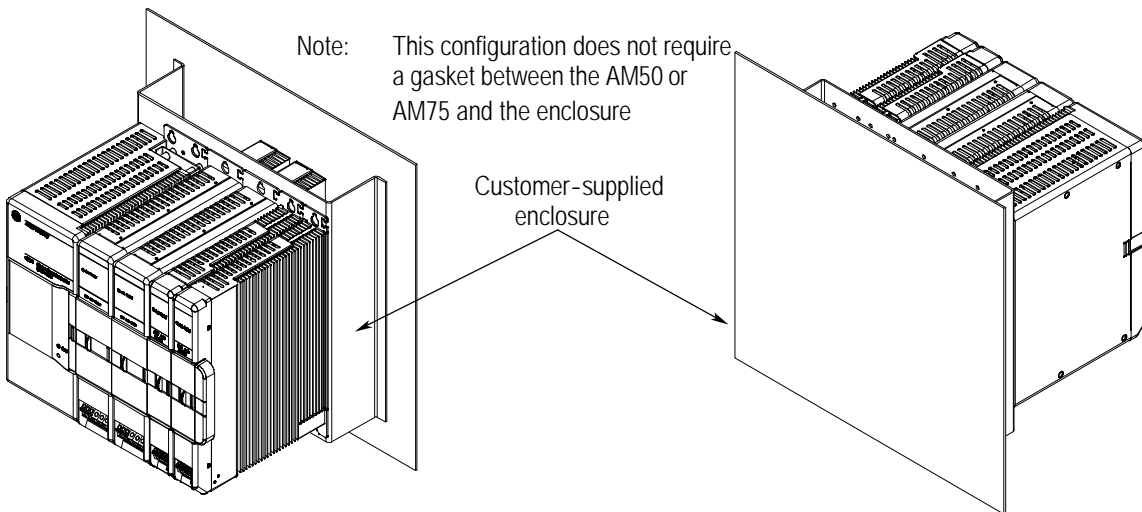 Note: This configuration does not require
a gasket between the AM50 or
AM75 and the enclosure
Customer-supplied
enclosure